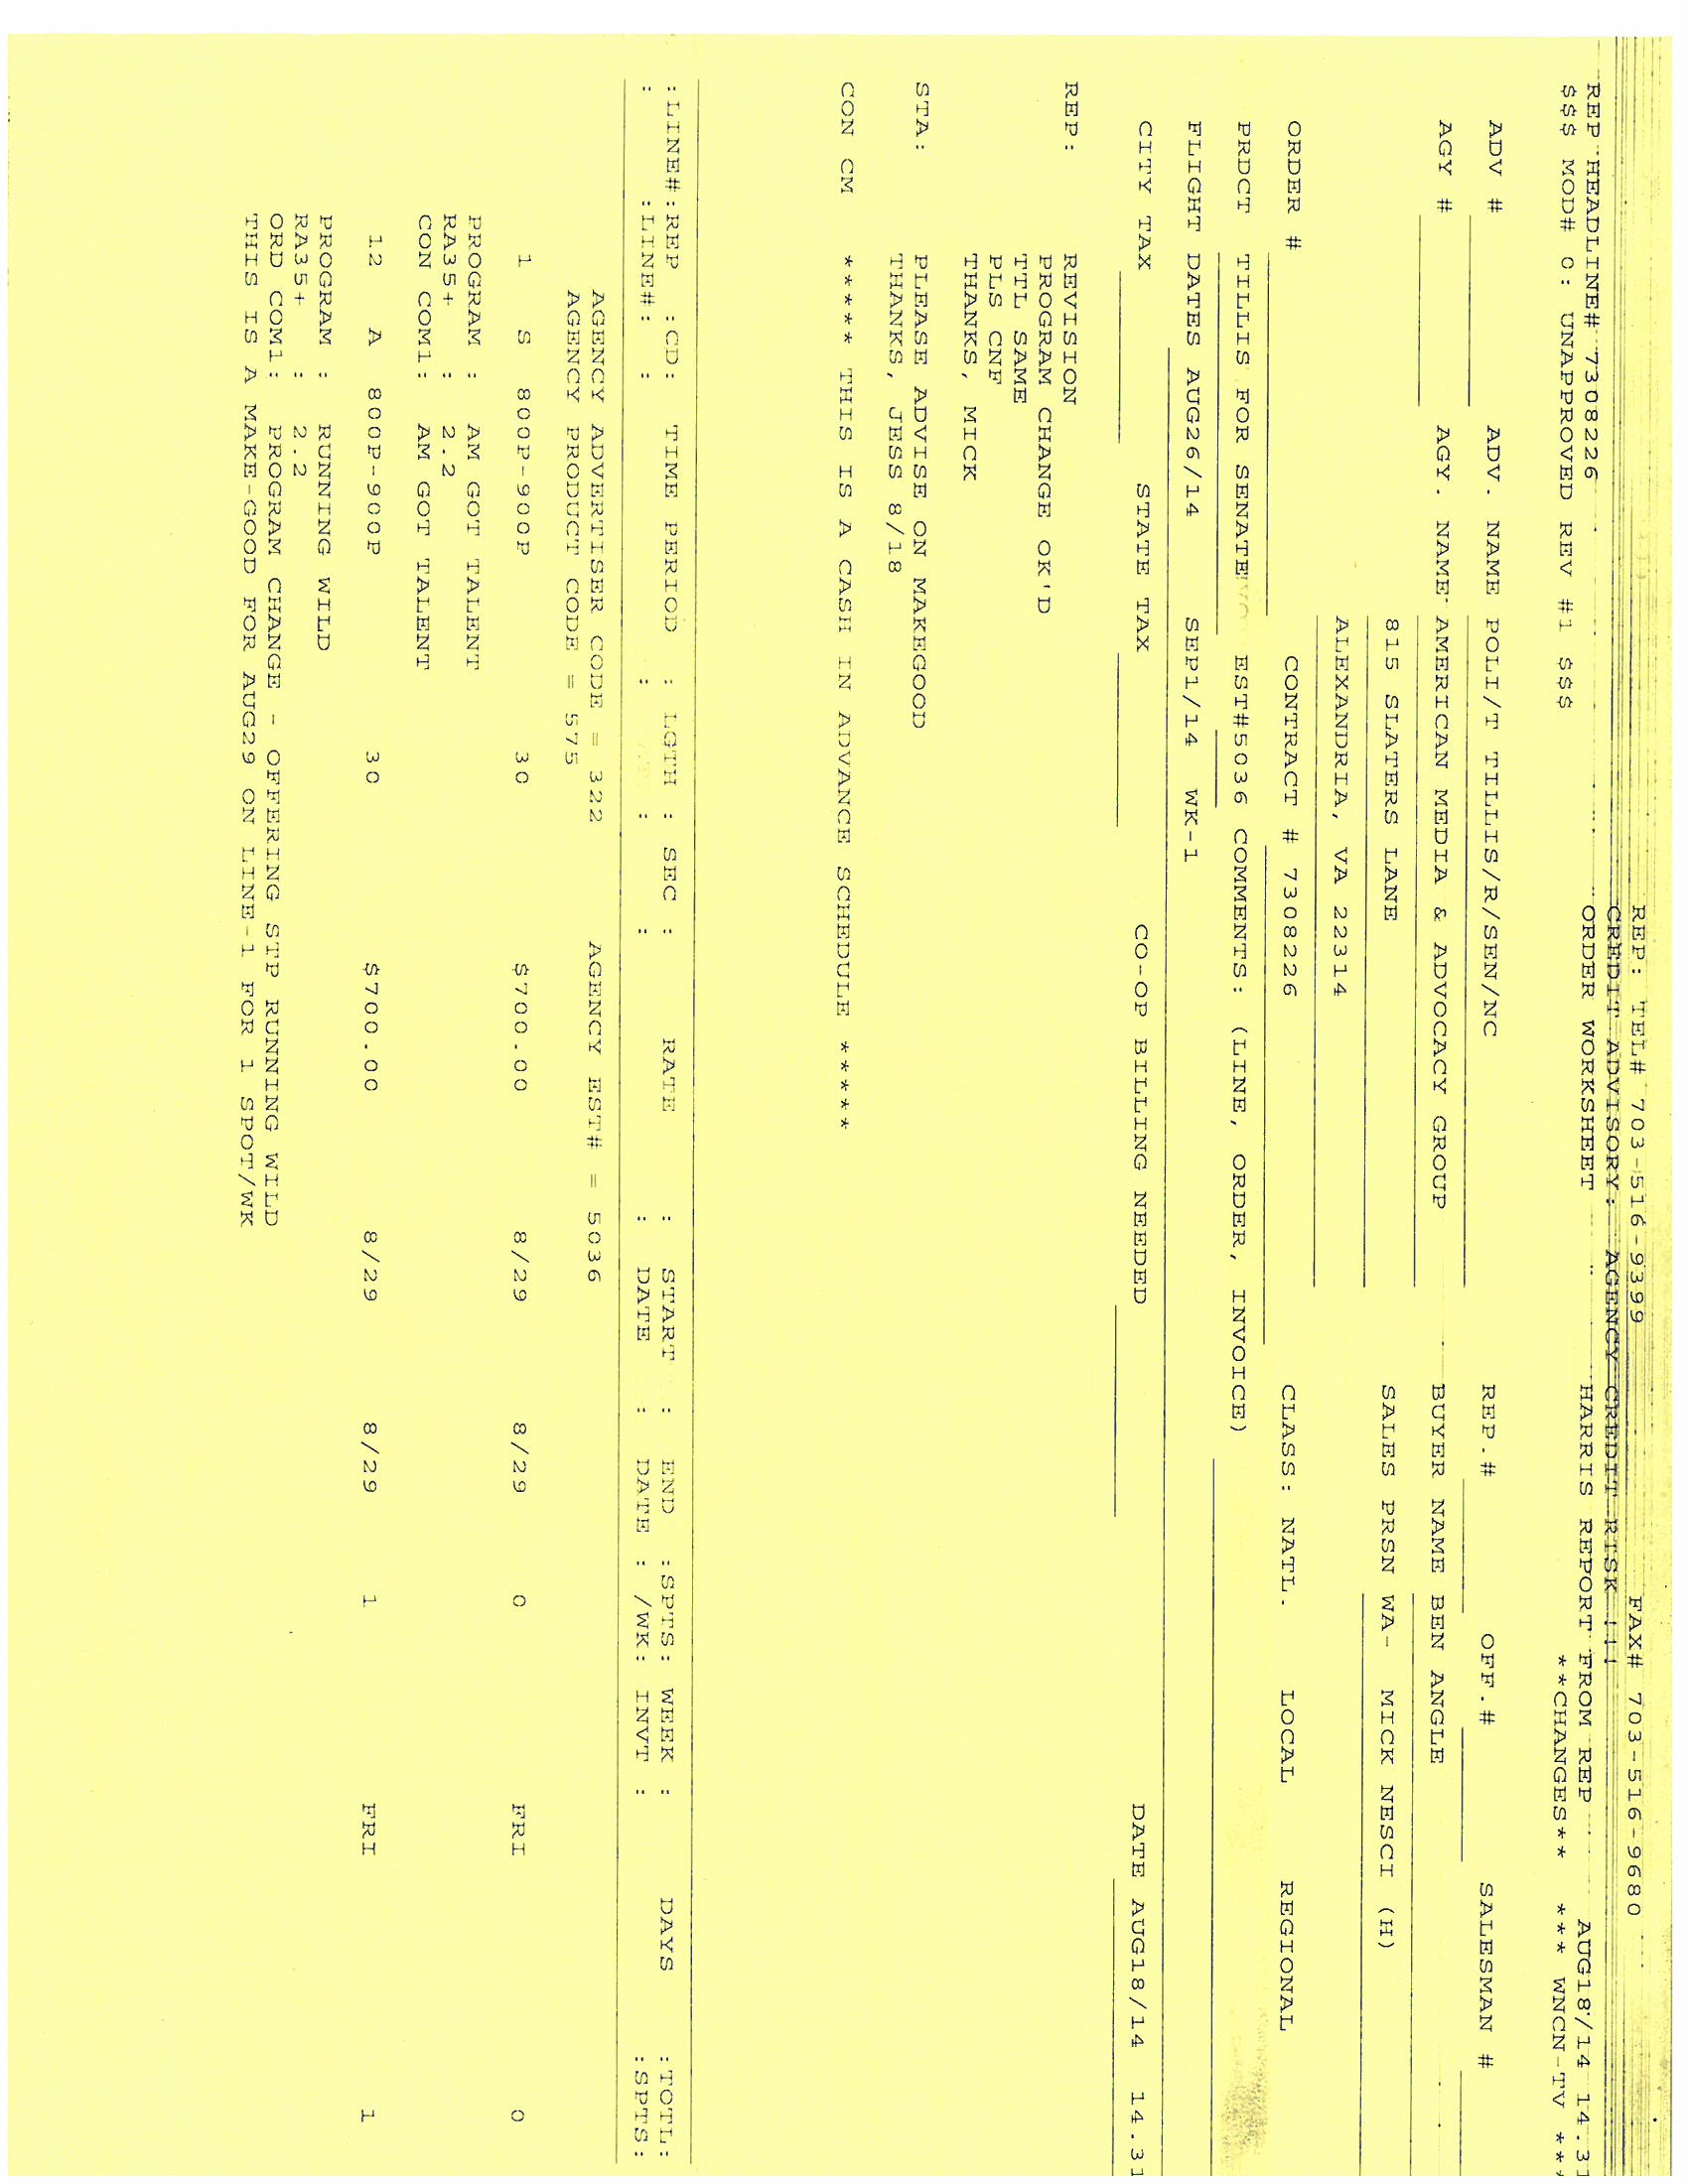 REP: TEL# 703-516-9399 FAX# 703-516-9680
CREDIT ADVISORY: AGENCY CREDIT RISK !!!
ORDER WORKSHEET HARRIS REPORT FROM REP AUG18/14 14.31
REP HEADLINE# 7308226 **CHANGES** *** WNCN-TV ***
$$$ MOD# 0: UNAPPROVED REV #1 $$$
ADV # ADV. NAME POLI/T TILLIS/R/SEN/NC REP.# OFF.# SALESMAN #
AGY # AGY. NAME AMERICAN MEDIA & ADVOCACY GROUP BUYER NAME BEN ANGLE
815 SLATERS LANE SALES PRSN WA- MICK NESCI (H)
ALEXANDRIA, VA 22314
ORDER # CONTRACT # 7308226 CLASS: NATL. LOCAL REGIONAL
PRDCT TILLIS FOR SENATE EST#5036 COMMENTS: (LINE, ORDER, INVOICE)
FLIGHT DATES AUG26/14 SEP1/14 WK-1
CITY TAX STATE TAX CO-OP BILLING NEEDED DATE AUG18/14 14.31
REP: REVISION
PROGRAM CHANGE OK'D
TTL SAME
PLS CNF
THANKS, MICK
STA: PLEASE ADVISE ON MAKEGOOD
THANKS, JESS 8/18
CON CM ***** THIS IS A CASH IN ADVANCE SCHEDULE *****
:LINE#:REP :CD: TIME PERIOD : LGTH : SEC : RATE : START : END :SPTS: WEEK : DAYS :TOTL:
: :LINE#: : : : : : DATE : DATE : /WK: INVT : :SPTS:
AGENCY ADVERTISER CODE = 322 AGENCY EST# = 5036
AGENCY PRODUCT CODE = 575
1 S 800P-900P 30 $700.00 8/29 8/29 0 FRI 0
PROGRAM : AM GOT TALENT
RA35+ : 2.2
CON COM1: AM GOT TALENT
12 A 800P-900P 30 $700.00 8/29 8/29 1 FRI 1
PROGRAM : RUNNING WILD
RA35+ : 2.2
ORD COM1: PROGRAM CHANGE - OFFERING STP RUNNING WILD
THIS IS A MAKE-GOOD FOR AUG29 ON LINE-1 FOR 1 SPOT/WK